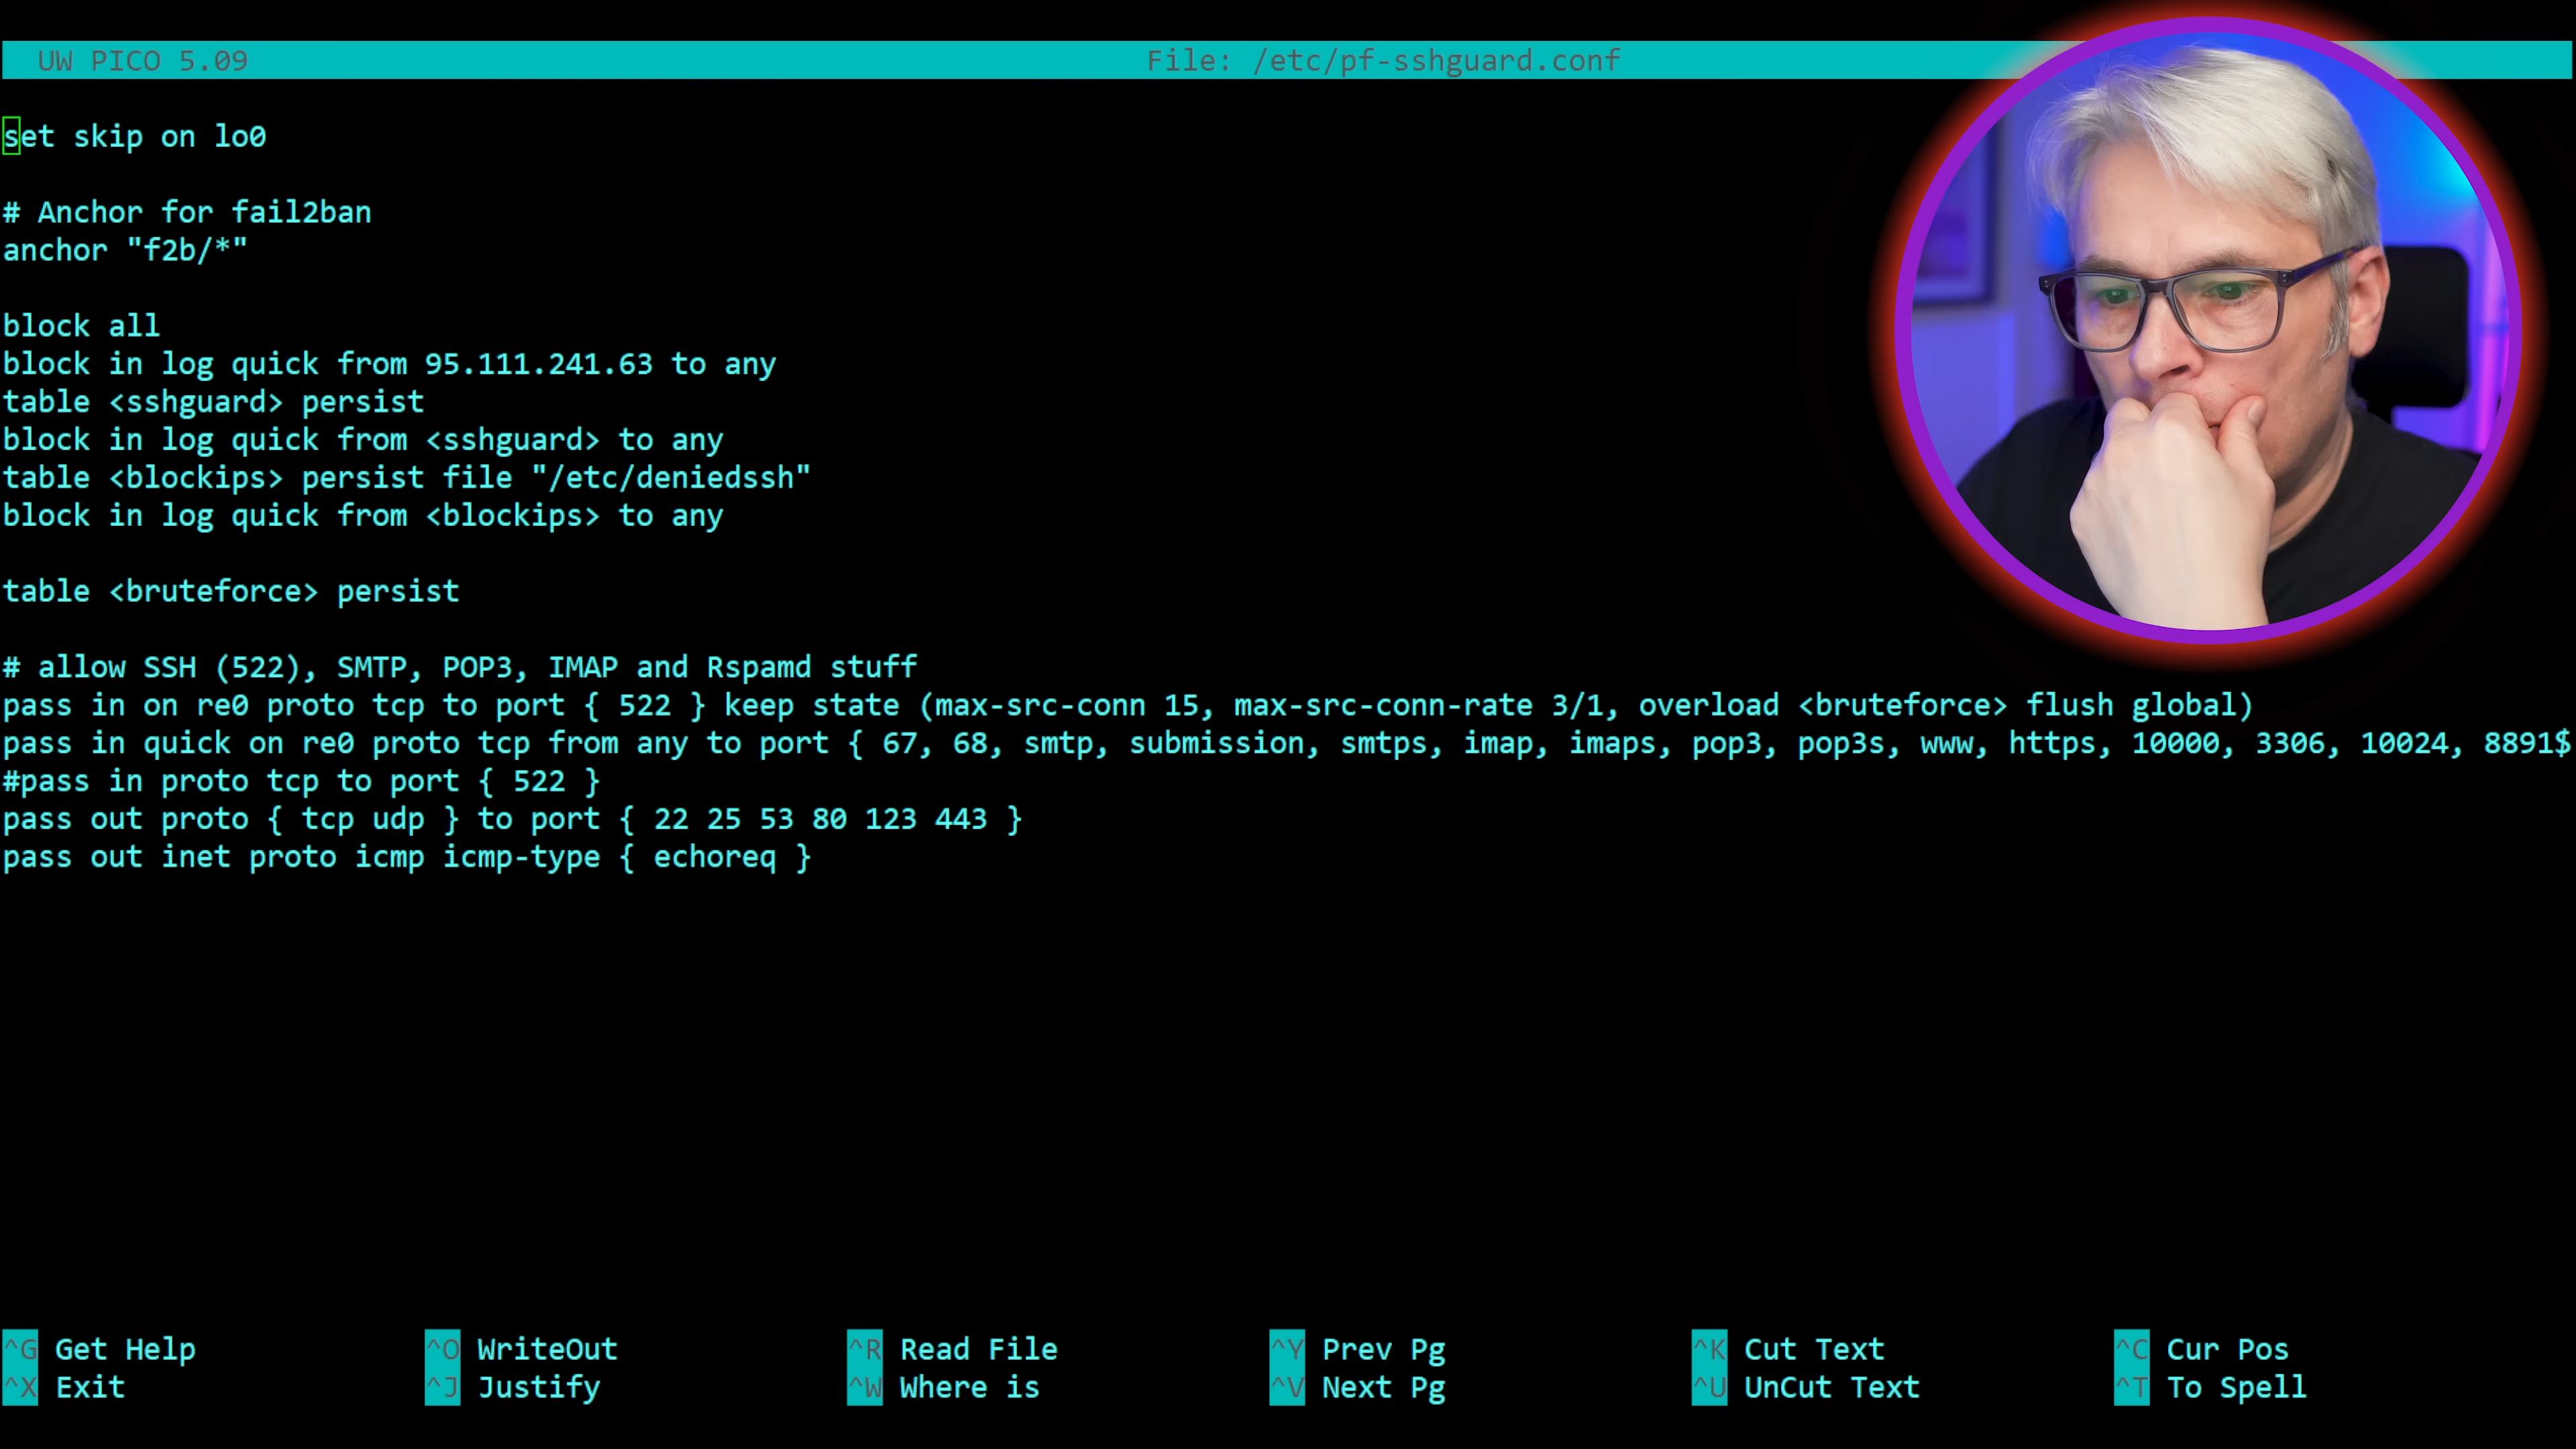 UW PICO 5.09 File: /etc/pf-sshguard.conf
set skip on lo0
# Anchor for fail2ban
anchor "f2b/*"
block all
block in log quick from 95.111.241.63 to any
table <sshguard> persist
block in log quick from <sshguard> to any
table <blockips> persist file "/etc/deniedssh"
block in log quick from <blockips> to any
table <bruteforce> persist
# allow SSH (522), SMTP, POP3, IMAP and Rspamd stuff
pass in on re0 proto tcp to port { 522 } keep state (max-src-conn 15, max-src-conn-rate 3/1, overload <bruteforce> flush global)
pass in quick on re0 proto tcp from any to port { 67, 68, smtp, submission, smtps, imap, imaps, pop3, pop3s, www, https, 10000, 3306, 10024, 8891$
#pass in proto tcp to port { 522 }
pass out proto { tcp udp } to port { 22 25 53 80 123 443 }
pass out inet proto icmp icmp-type { echoreq }
^G Get Help ^O WriteOut ^R Read File ^Y Prev Pg ^K Cut Text ^C Cur Pos
^X Exit ^J Justify ^W Where is ^V Next Pg ^U UnCut Text ^T To Spell